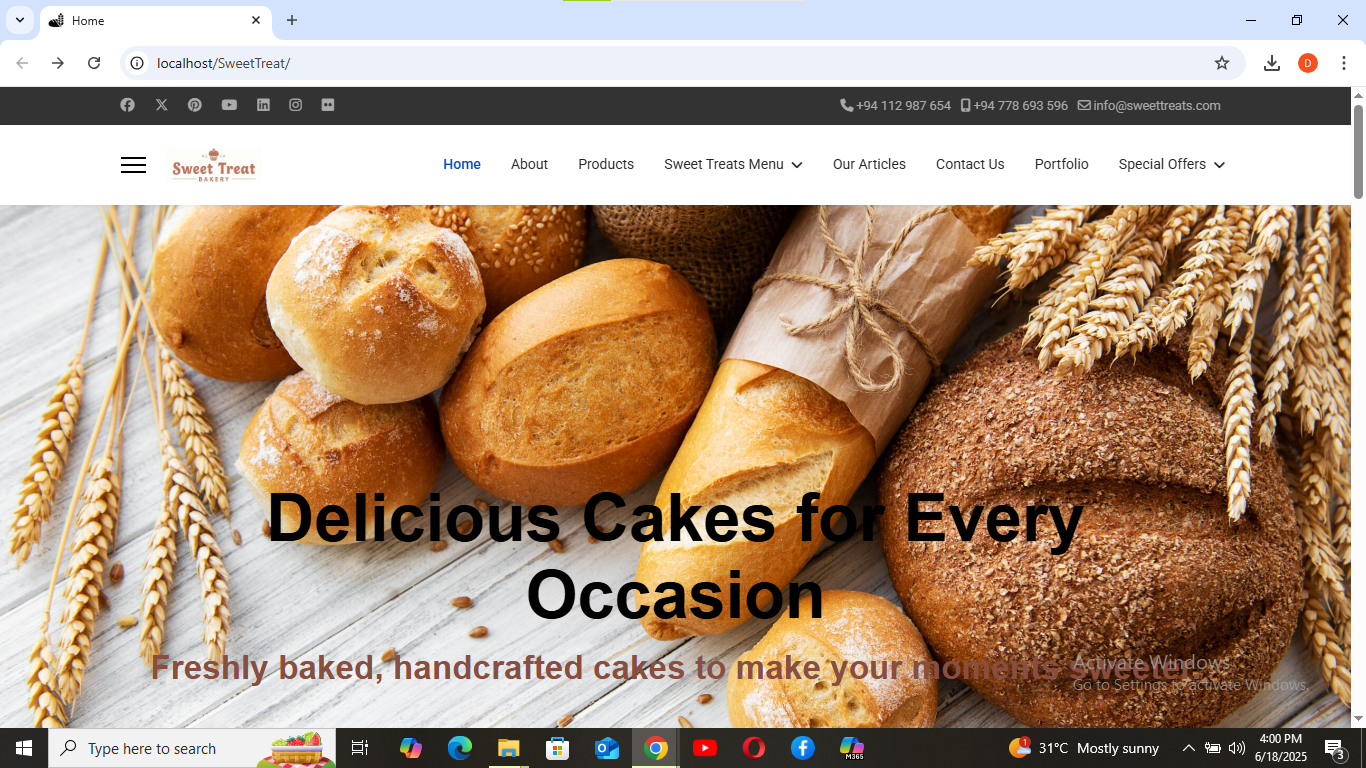 Home
localhost/SweetTreat/
D
+94 112 987 654 +94 778 693 596 info@sweettreats.com
Sweet Treat
BAKERY
Home About Products Sweet Treats Menu Our Articles Contact Us Portfolio Special Offers
Delicious Cakes for Every
Occasion
Freshly baked, handcrafted cakes to make your moments sweeter
Activate Windows
Go to Settings to activate Windows.
Type here to search
M365
1
31°C Mostly sunny
4:00 PM
6/18/2025
3